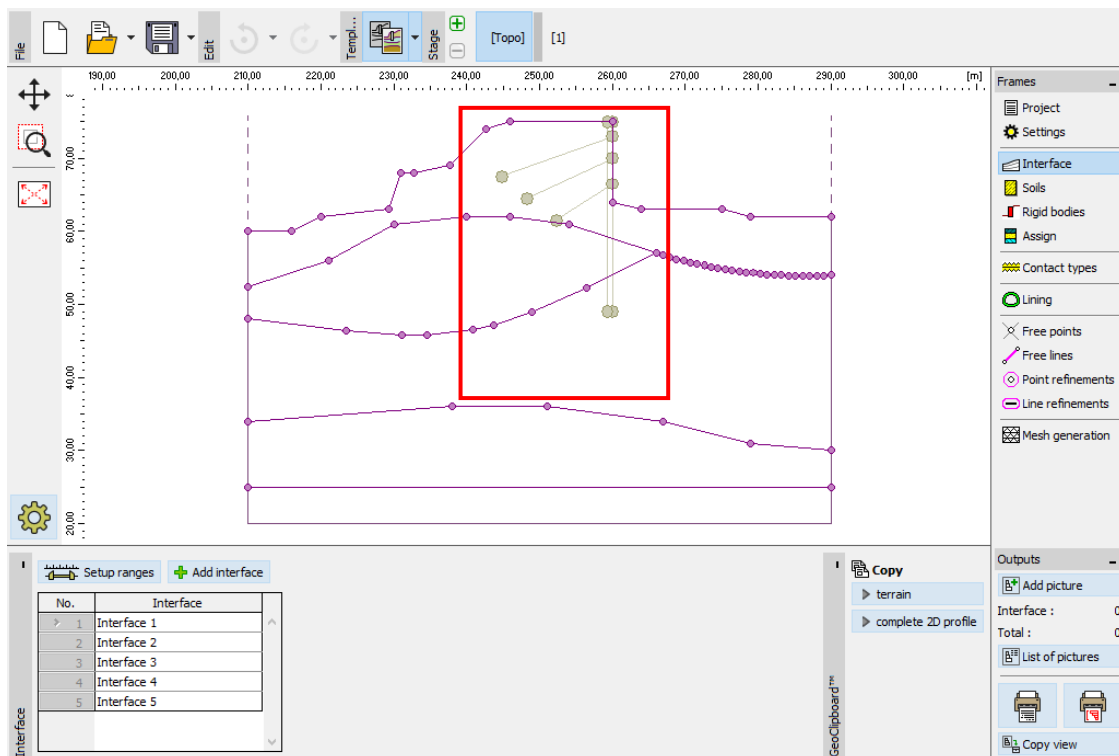 File
Edit
Templ...
Stage
[Topo]
[1]
190,00 200,00 210,00 220,00 230,00 240,00 250,00 260,00 270,00 280,00 290,00 300,00 [m]
70,00
60,00
50,00
40,00
30,00
20,00
Frames
Project
Settings
Interface
Soils
Rigid bodies
Assign
Contact types
Lining
Free points
Free lines
Point refinements
Line refinements
Mesh generation
Interface
Setup ranges
Add interface
No. Interface
1 Interface 1
2 Interface 2
3 Interface 3
4 Interface 4
5 Interface 5
GeoClipboard™
Copy
terrain
complete 2D profile
Outputs
Add picture
Interface : 0
Total : 0
List of pictures
Copy view